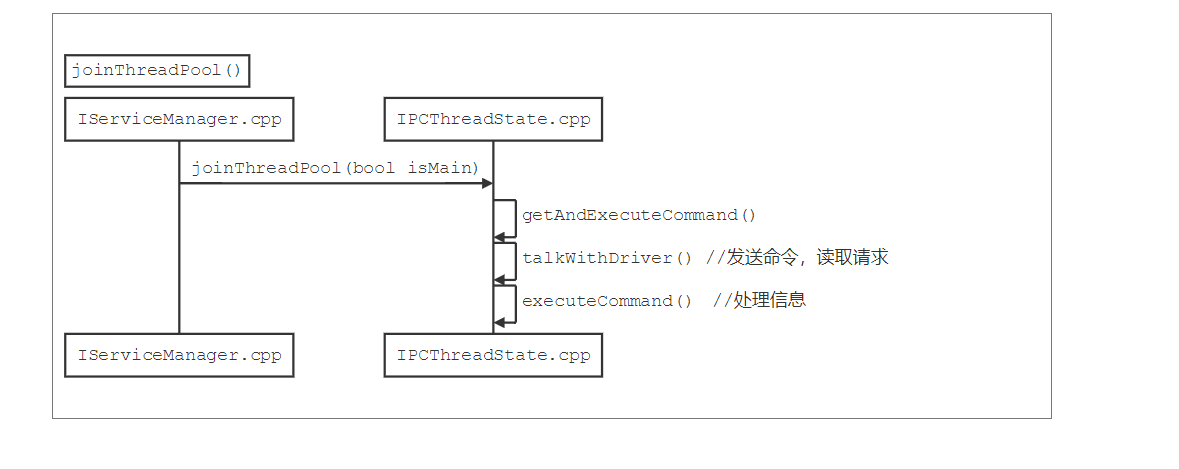 joinThreadPool()
IServiceManager.cpp
IPCThreadState.cpp
joinThreadPool(bool isMain)
getAndExecuteCommand()
talkWithDriver() //发送命令，读取请求
executeCommand() //处理信息
IServiceManager.cpp
IPCThreadState.cpp